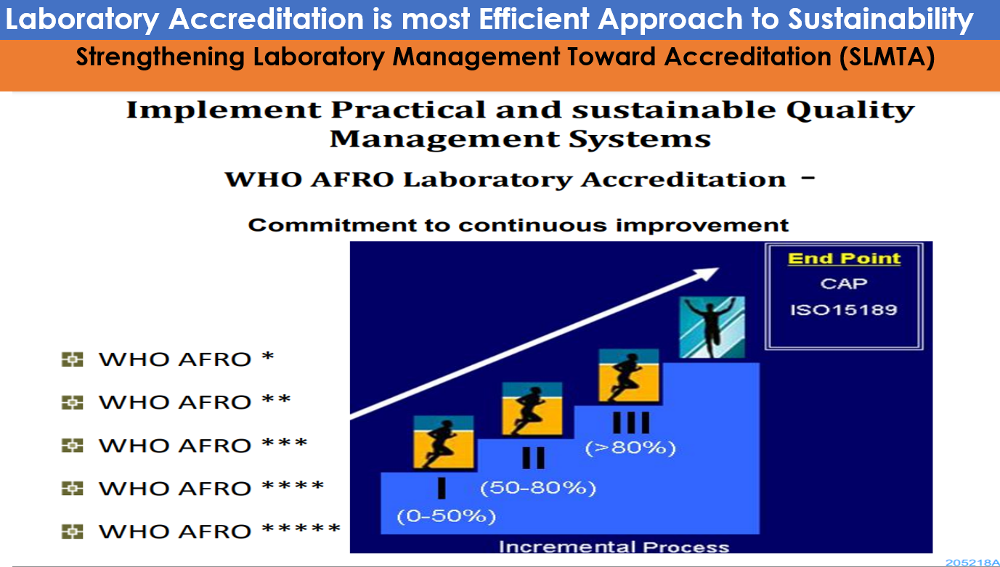 Laboratory Accreditation is most Efficient Approach to Sustainability
Strengthening Laboratory Management Toward Accreditation (SLMTA)
Implement Practical and sustainable Quality
Management Systems
WHO AFRO Laboratory Accreditation –
Commitment to continuous improvement
End Point
CAP
ISO15189
WHO AFRO *
WHO AFRO **
WHO AFRO ***
WHO AFRO ****
WHO AFRO *****
III
(>80%)
II
(50-80%)
I
(0-50%)
Incremental Process
205218A